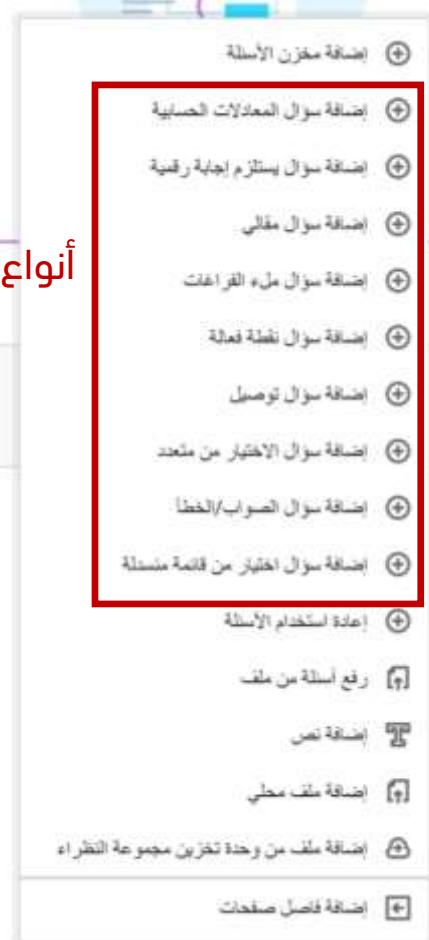 إضافة مخزن الأسئلة
إضافة سؤال المعادلات الحسابية
إضافة سؤال يستلزم إجابة رقمية
إضافة سؤال مقالي
أنواع
إضافة سؤال ملء الفراغات
إضافة سؤال نقطة فعالة
إضافة سؤال توصيل
إضافة سؤال الاختيار من متعدد
إضافة سؤال الصواب/الخطأ
إضافة سؤال اختيار من قائمة منسدلة
إعادة استخدام الأسئلة
رفع أسئلة من ملف
إضافة نص
إضافة ملف محلي
إضافة ملف من وحدة تخزين مجموعة النظراء
إضافة فاصل صفحات